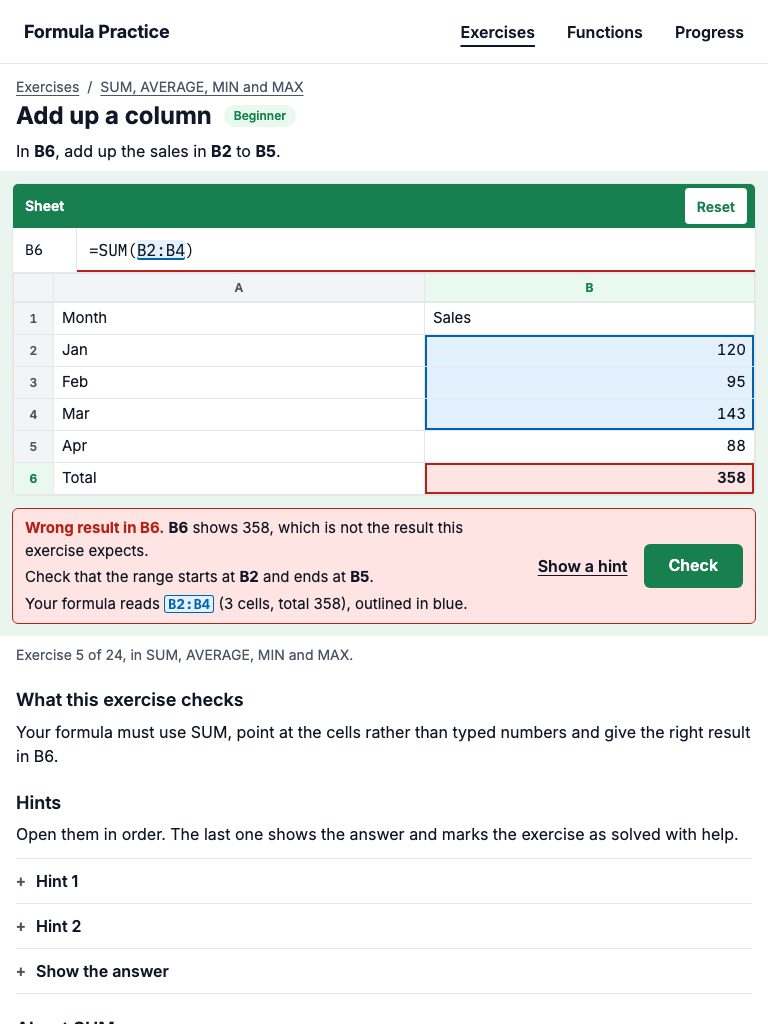 Formula Practice
Exercises Functions Progress
Exercises / SUM, AVERAGE, MIN and MAX
Add up a column Beginner
In B6, add up the sales in B2 to B5.
Sheet Reset
B6 =SUM(B2:B4)
A B
1 Month Sales
2 Jan 120
3 Feb 95
4 Mar 143
5 Apr 88
6 Total 358
Wrong result in B6. B6 shows 358, which is not the result this
exercise expects.
Check that the range starts at B2 and ends at B5.
Your formula reads B2:B4 (3 cells, total 358), outlined in blue.
Show a hint Check
Exercise 5 of 24, in SUM, AVERAGE, MIN and MAX.
What this exercise checks
Your formula must use SUM, point at the cells rather than typed numbers and give the right result
in B6.
Hints
Open them in order. The last one shows the answer and marks the exercise as solved with help.
+ Hint 1
+ Hint 2
+ Show the answer
About SUM